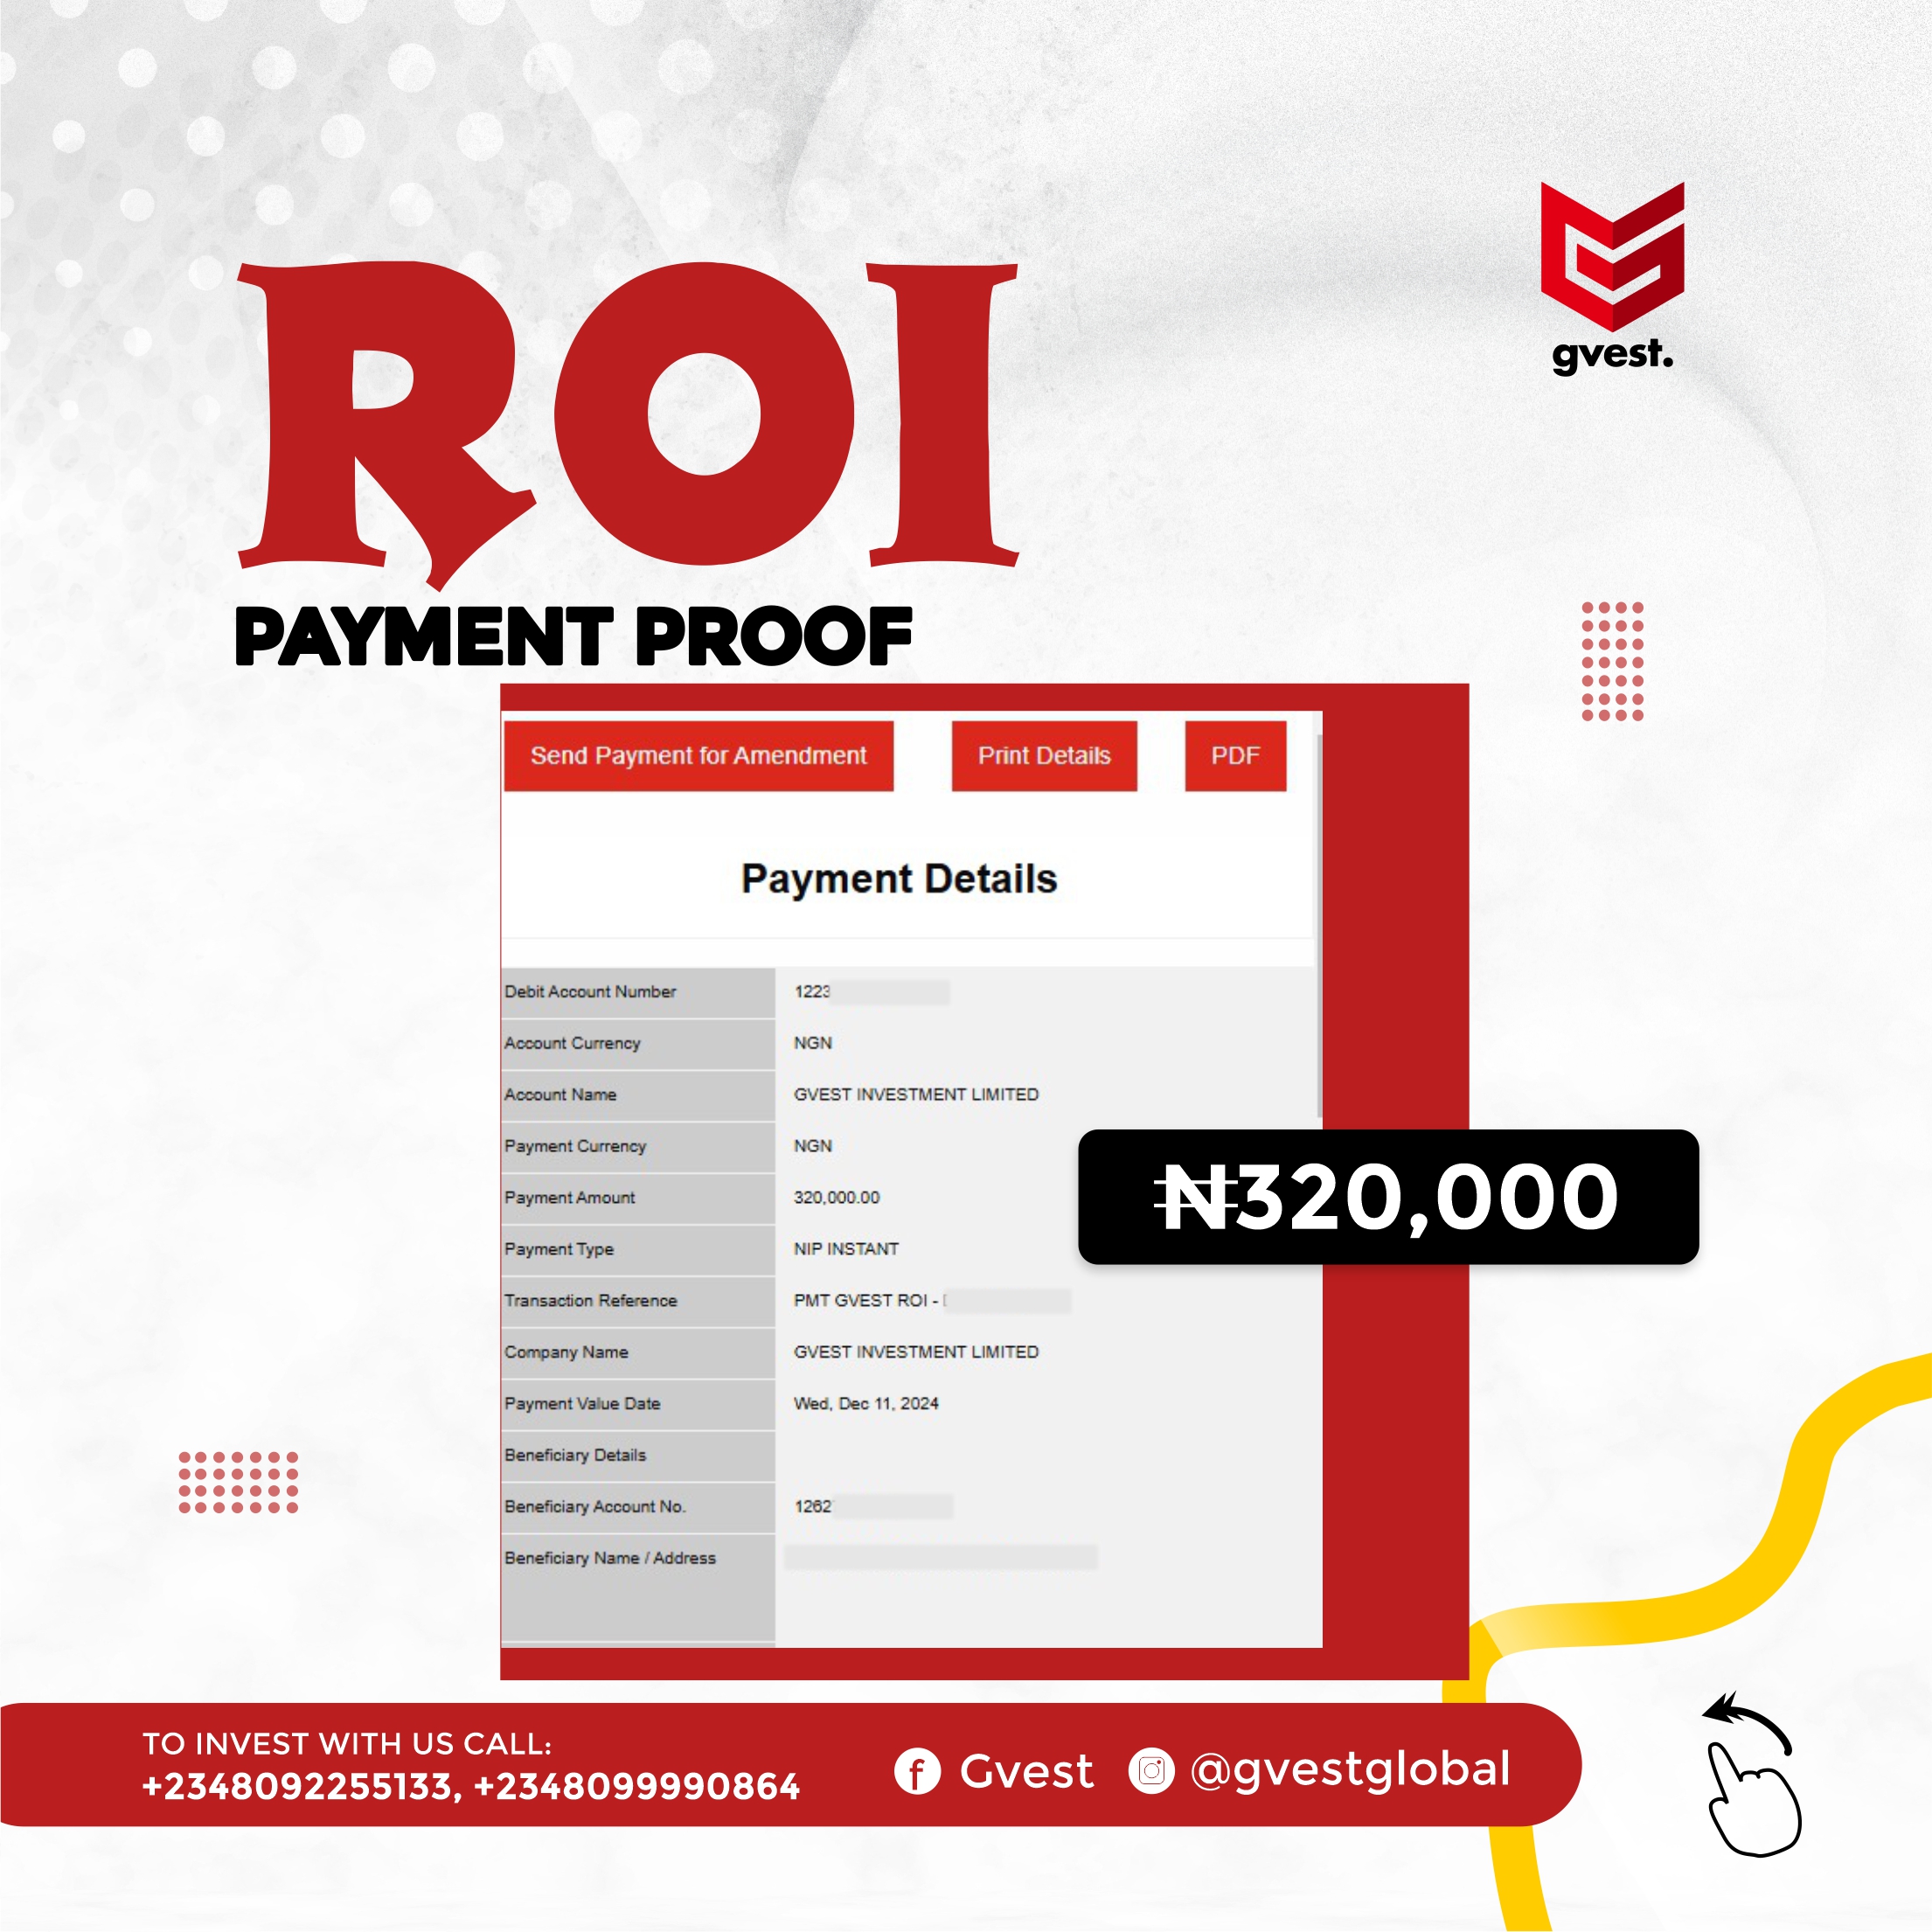 gvest.
ROI
PAYMENT PROOF
Send Payment for Amendment
Print Details
PDF
Payment Details
Debit Account Number 1223
Account Currency NGN
Account Name GVEST INVESTMENT LIMITED
Payment Currency NGN
Payment Amount 320,000.00
₦320,000
Payment Type NIP INSTANT
Transaction Reference PMT GVEST ROI -
Company Name GVEST INVESTMENT LIMITED
Payment Value Date Wed, Dec 11, 2024
Beneficiary Details
Beneficiary Account No. 1262
Beneficiary Name / Address
TO INVEST WITH US CALL:
+2348092255133, +2348099990864
Gvest
@gvestglobal